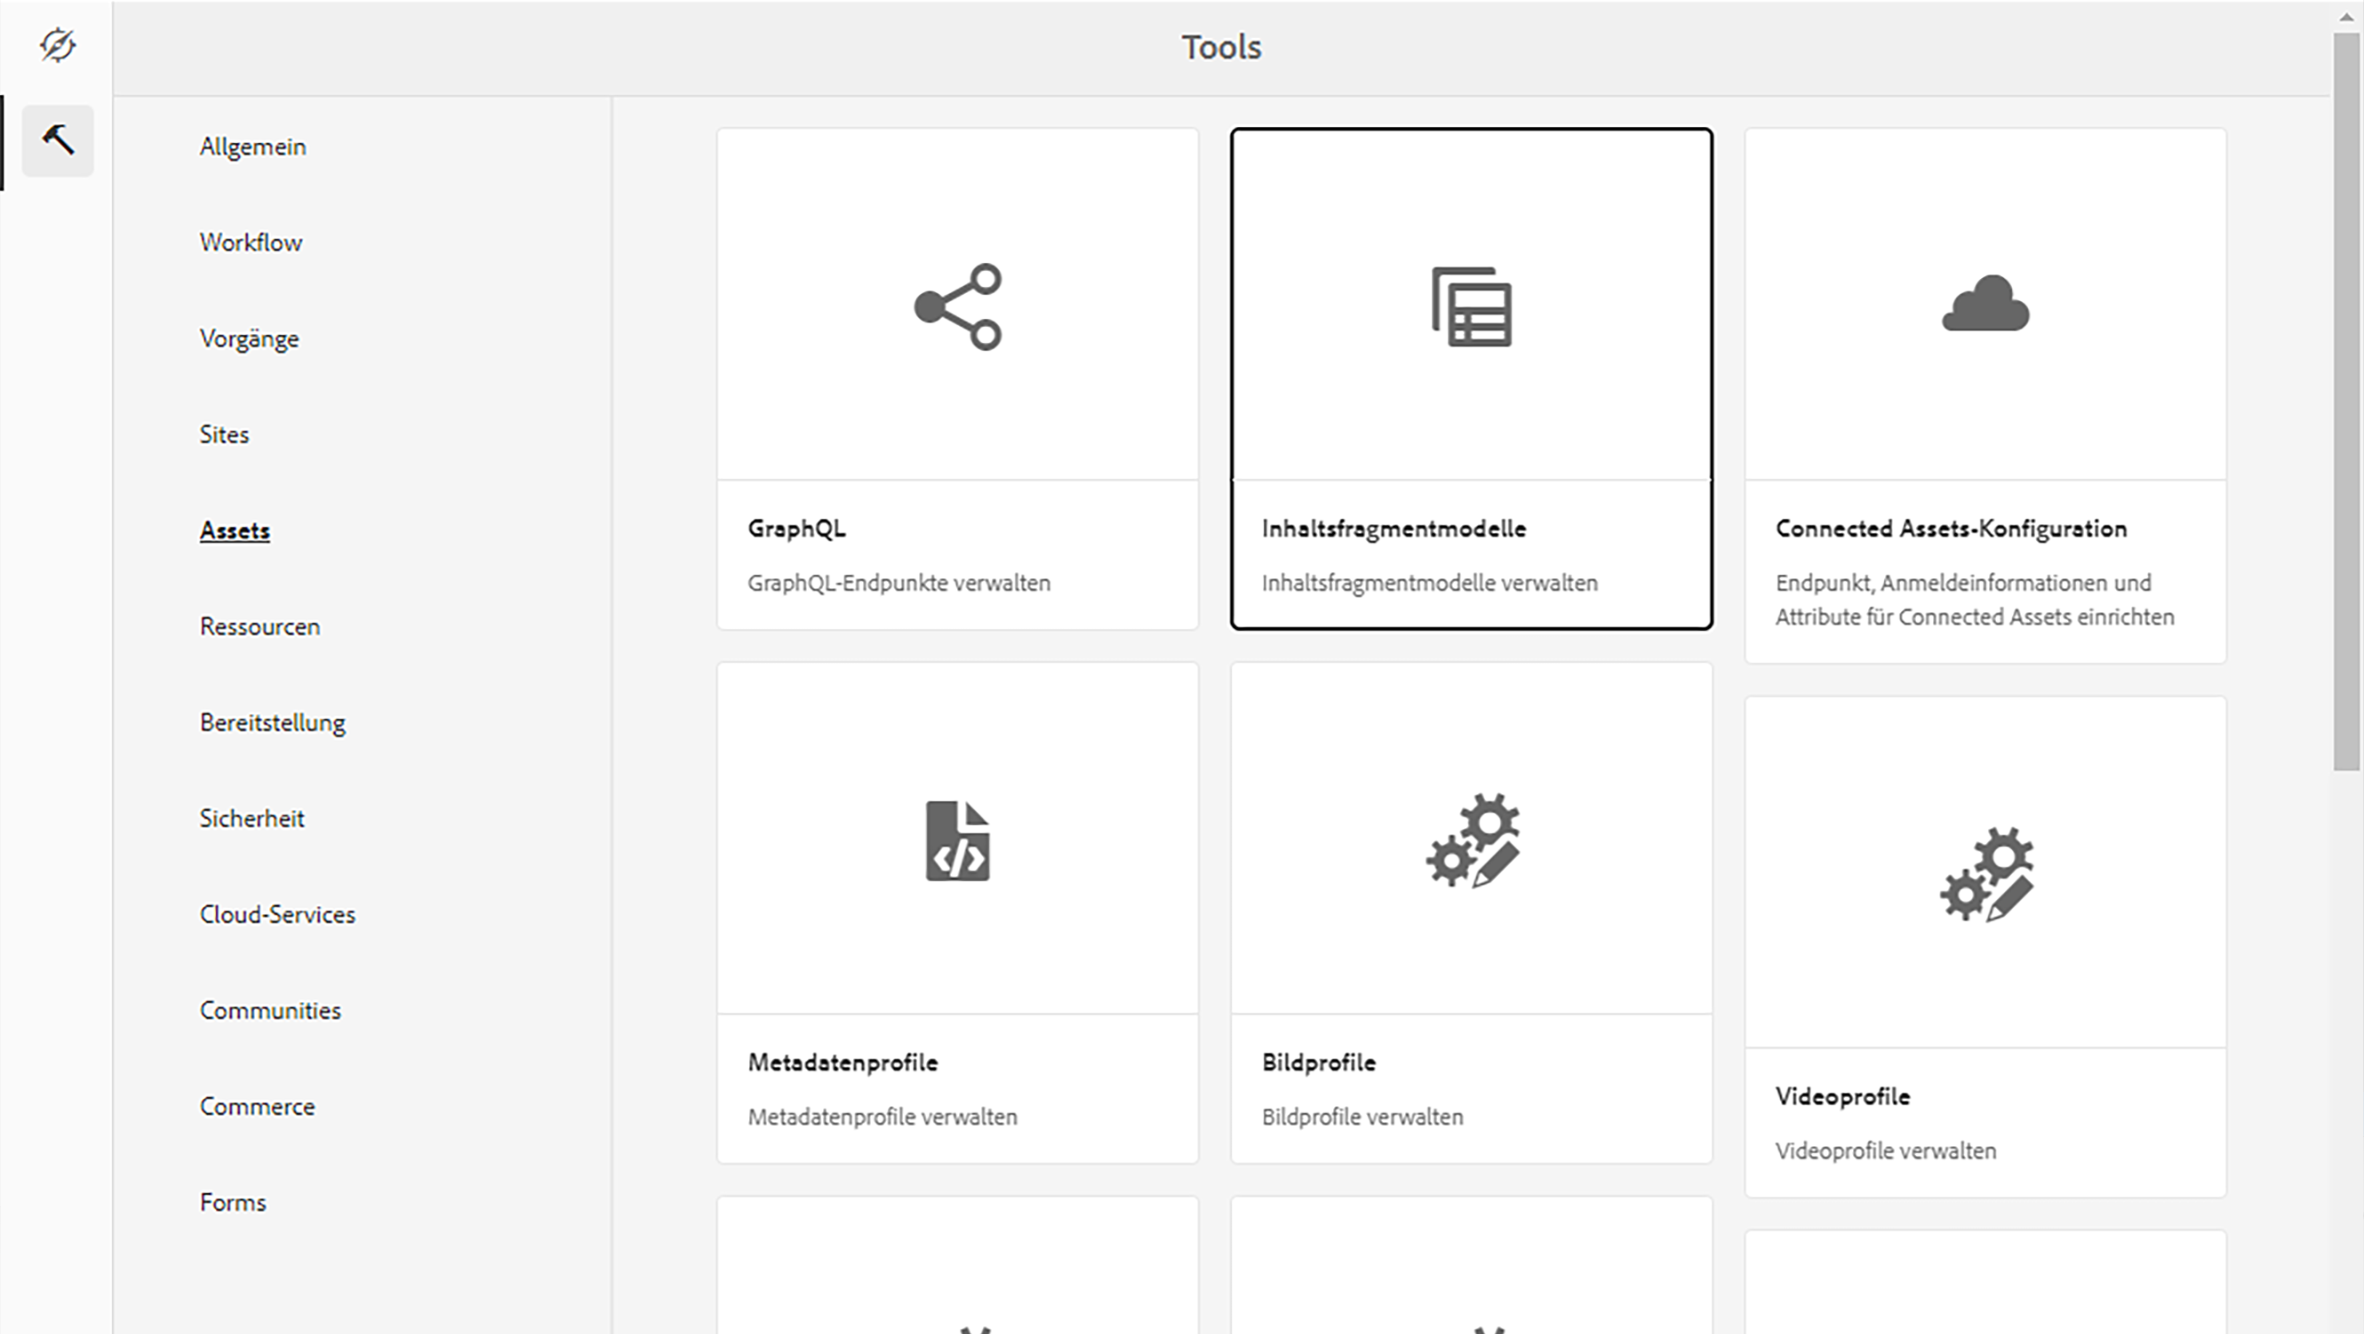 Tools
Allgemein
Workflow
Vorgänge
Sites
Assets
Ressourcen
Bereitstellung
Sicherheit
Cloud-Services
Communities
Commerce
Forms
GraphQL
GraphQL-Endpunkte verwalten
Inhaltsfragmentmodelle
Inhaltsfragmentmodelle verwalten
Connected Assets-Konfiguration
Endpunkt, Anmeldeinformationen und
Attribute für Connected Assets einrichten
Metadatenprofile
Metadatenprofile verwalten
Bildprofile
Bildprofile verwalten
Videoprofile
Videoprofile verwalten